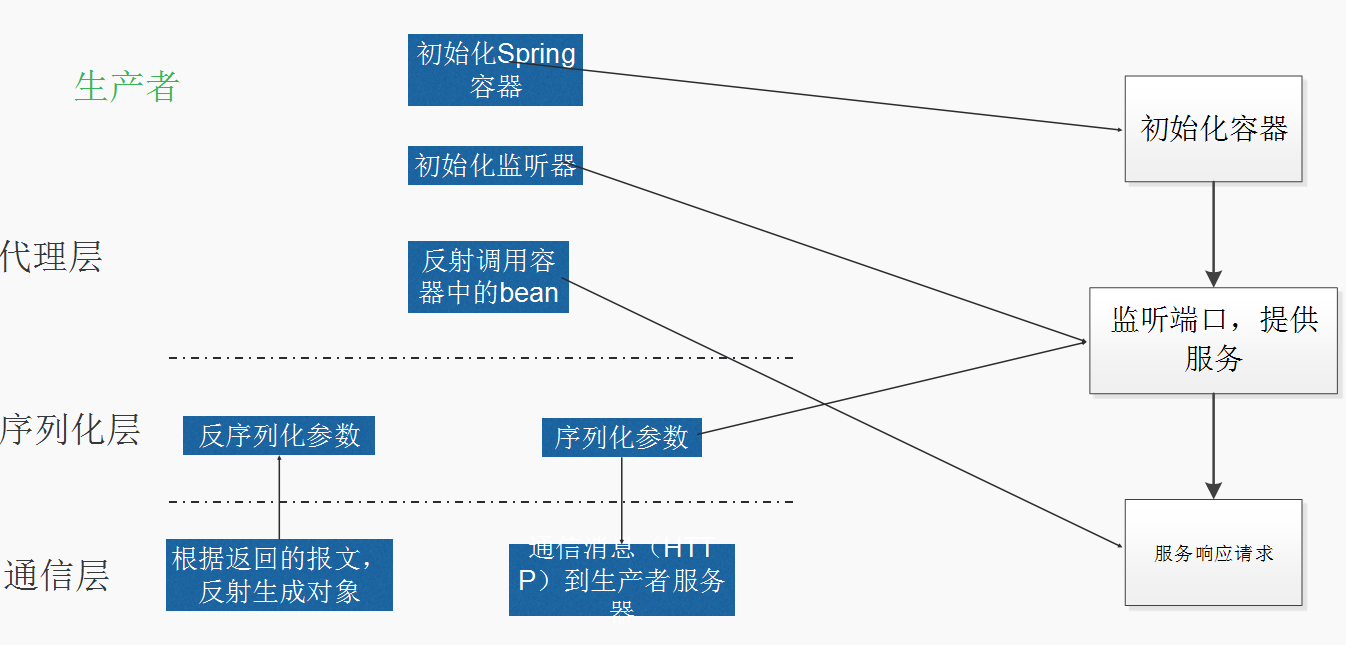 生产者
初始化Spring
容器
初始化容器
初始化监听器
代理层
反射调用容
器中的bean
监听端口，提供
服务
序列化层
反序列化参数
序列化参数
通信层
根据返回的报文，
反射生成对象
通信消息（HTT
P）到生产者服务
器
服务响应请求